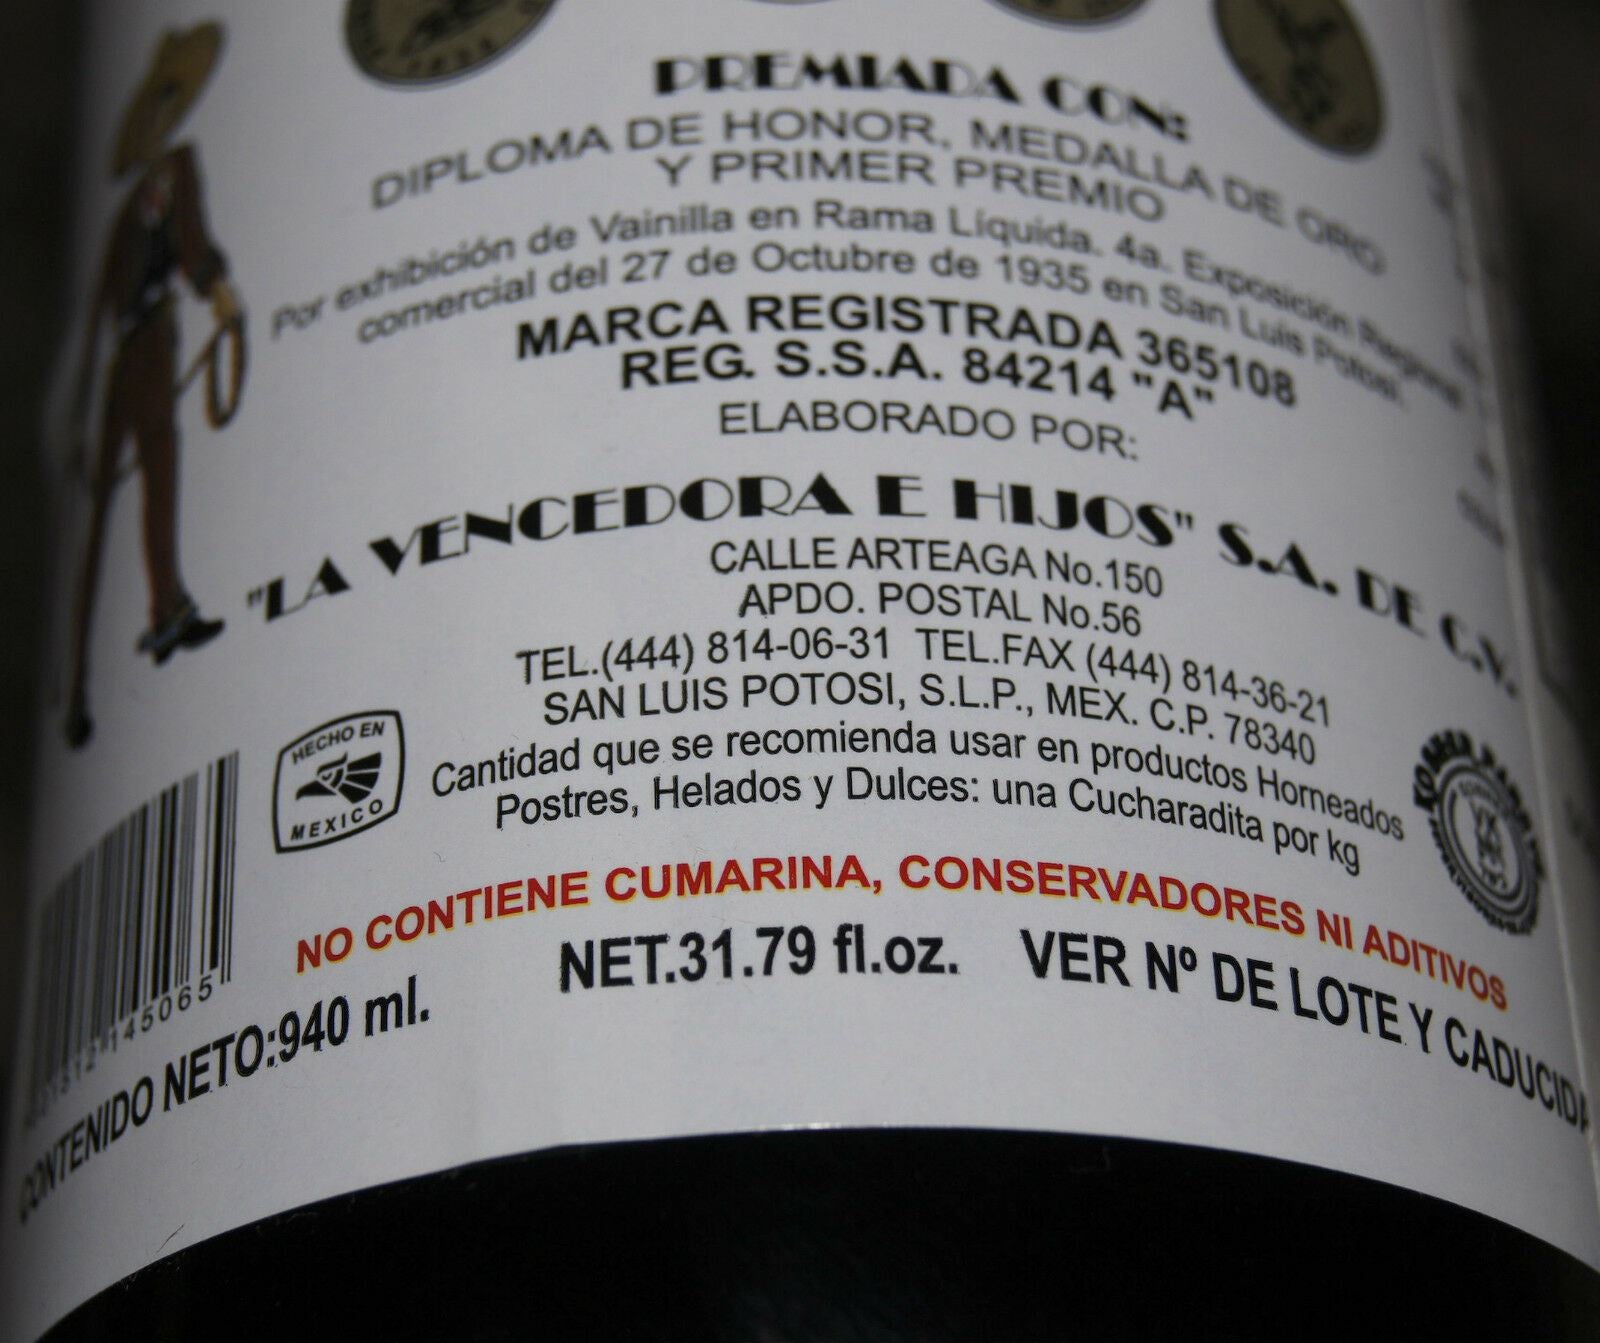 PREMIADA CON:
DIPLOMA DE HONOR, MEDALLA DE ORO
Y PRIMER PREMIO
Por exhibición de Vainilla en Rama Líquida. 4a. Exposición Regional
comercial del 27 de Octubre de 1935 en San Luis Potosi.
MARCA REGISTRADA 365108
REG. S.S.A. 84214 "A"
ELABORADO POR:
"LA VENCEDORA E HIJOS" S.A. DE C.V.
CALLE ARTEAGA No.150
APDO. POSTAL No.56
TEL.(444) 814-06-31 TEL.FAX (444) 814-36-21
SAN LUIS POTOSI, S.L.P., MEX. C.P. 78340
HECHO EN
MEXICO
Cantidad que se recomienda usar en productos Horneados
Postres, Helados y Dulces: una Cucharadita por kg
NO CONTIENE CUMARINA, CONSERVADORES NI ADITIVOS
145065
CONTENIDO NETO:940 ml. NET.31.79 fl.oz. VER Nº DE LOTE Y CADUCIDA